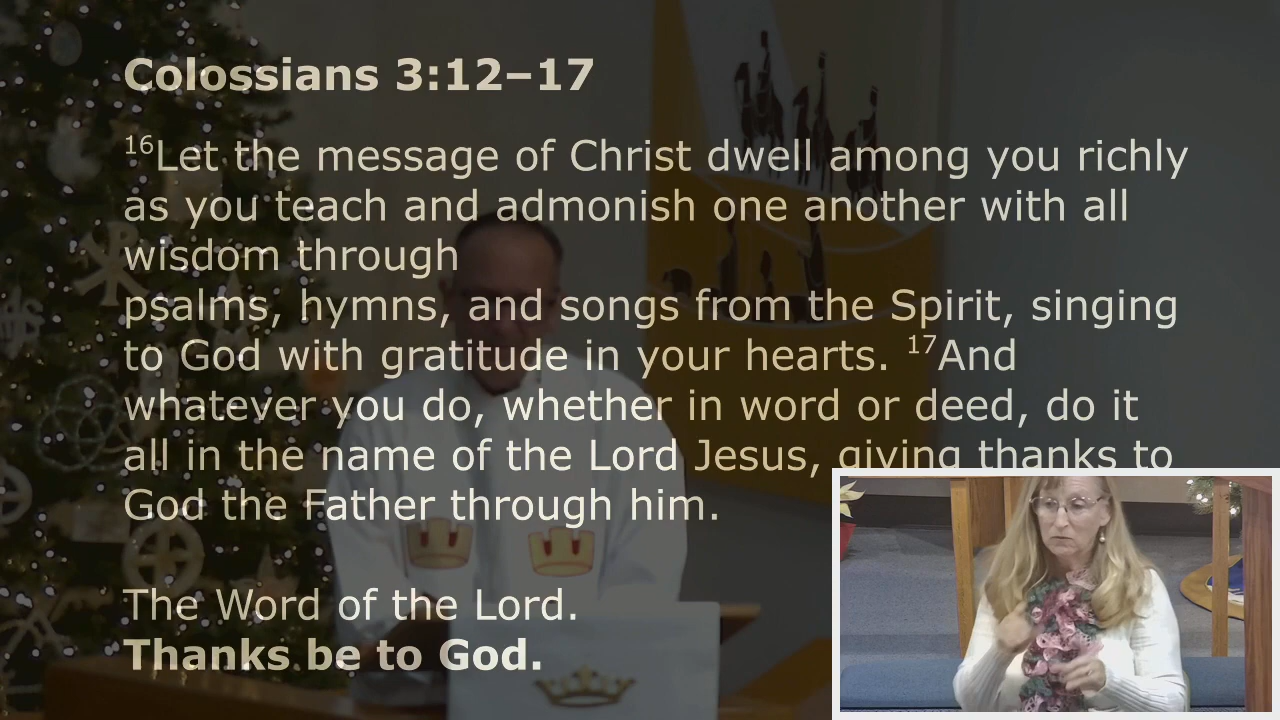 Colossians 3:12–17
16Let the message of Christ dwell among you richly
as you teach and admonish one another with all
wisdom through
psalms, hymns, and songs from the Spirit, singing
to God with gratitude in your hearts. 17And
whatever you do, whether in word or deed, do it
all in the name of the Lord Jesus, giving thanks to
God the Father through him.
The Word of the Lord.
Thanks be to God.